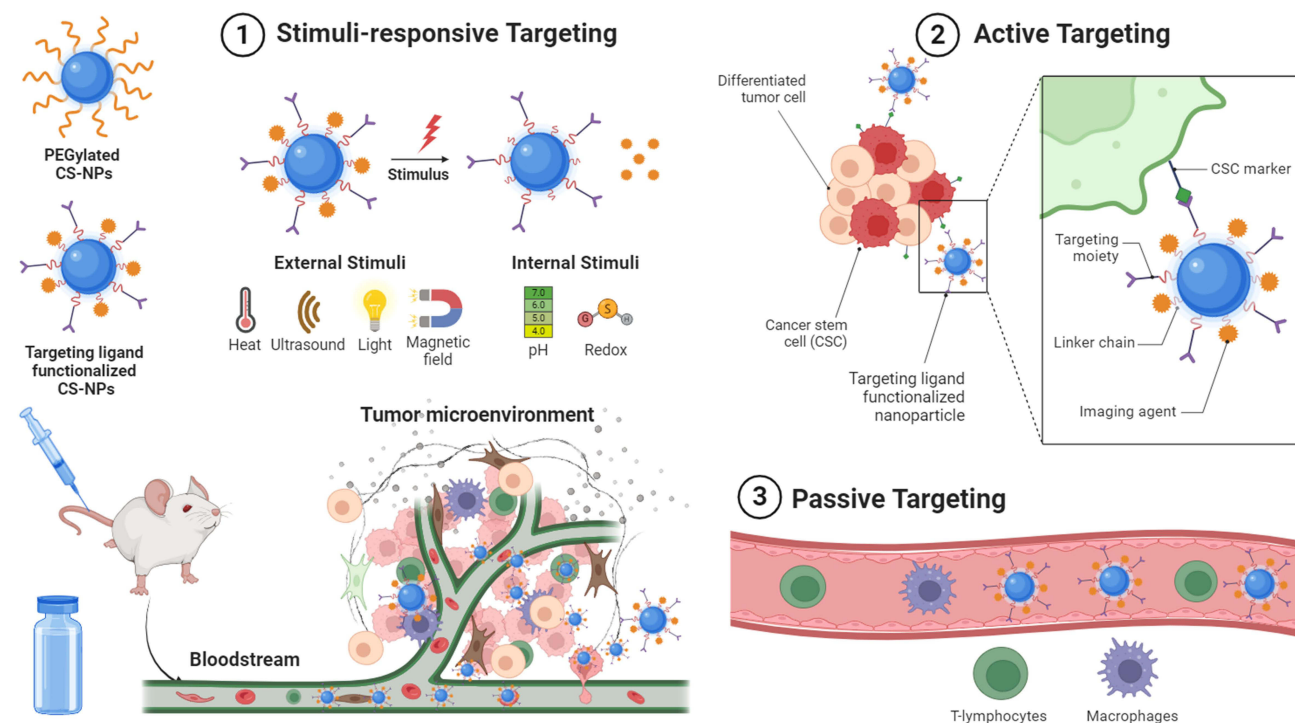 1 Stimuli-responsive Targeting
PEGylated
CS-NPs
Targeting ligand
functionalized
CS-NPs
Stimulus
External Stimuli
Internal Stimuli
Heat
Ultrasound
Light
Magnetic
field
7.0
6.0
5.0
4.0
pH
G
S
H
Redox
2 Active Targeting
Differentiated
tumor cell
Cancer stem
cell (CSC)
Targeting ligand
functionalized
nanoparticle
CSC marker
Targeting
moiety
Linker chain
Imaging agent
Tumor microenvironment
Bloodstream
3 Passive Targeting
T-lymphocytes
Macrophages